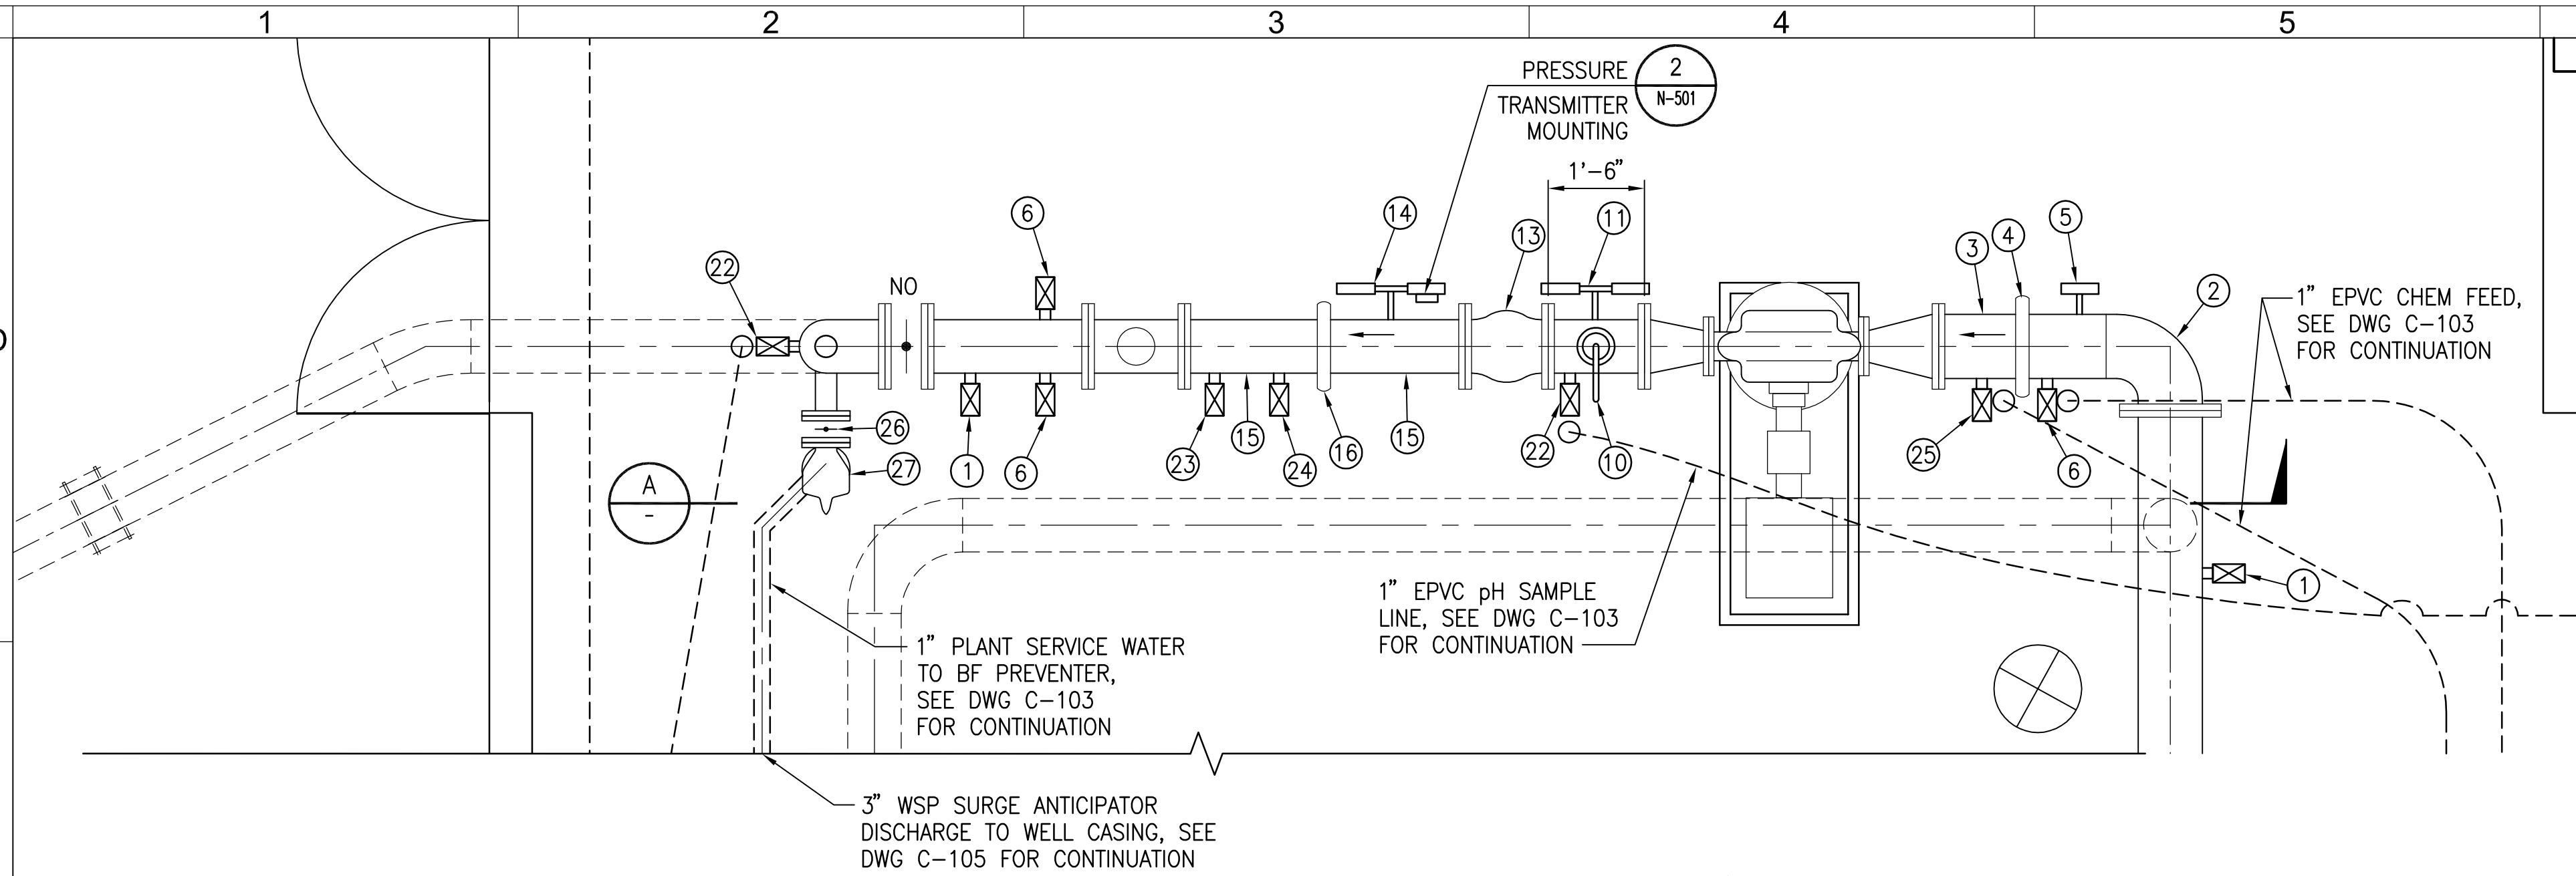 1
2
3
4
5
PRESSURE
TRANSMITTER
MOUNTING
2
N-501
1'-6"
14
13
11
6
22
NO
3
4
5
2
1" EPVC CHEM FEED,
SEE DWG C-103
FOR CONTINUATION
26
27
1
6
23
15
24
16
15
22
10
25
6
A
-
1
1" EPVC pH SAMPLE
LINE, SEE DWG C-103
FOR CONTINUATION
1" PLANT SERVICE WATER
TO BF PREVENTER,
SEE DWG C-103
FOR CONTINUATION
3" WSP SURGE ANTICIPATOR
DISCHARGE TO WELL CASING, SEE
DWG C-105 FOR CONTINUATION